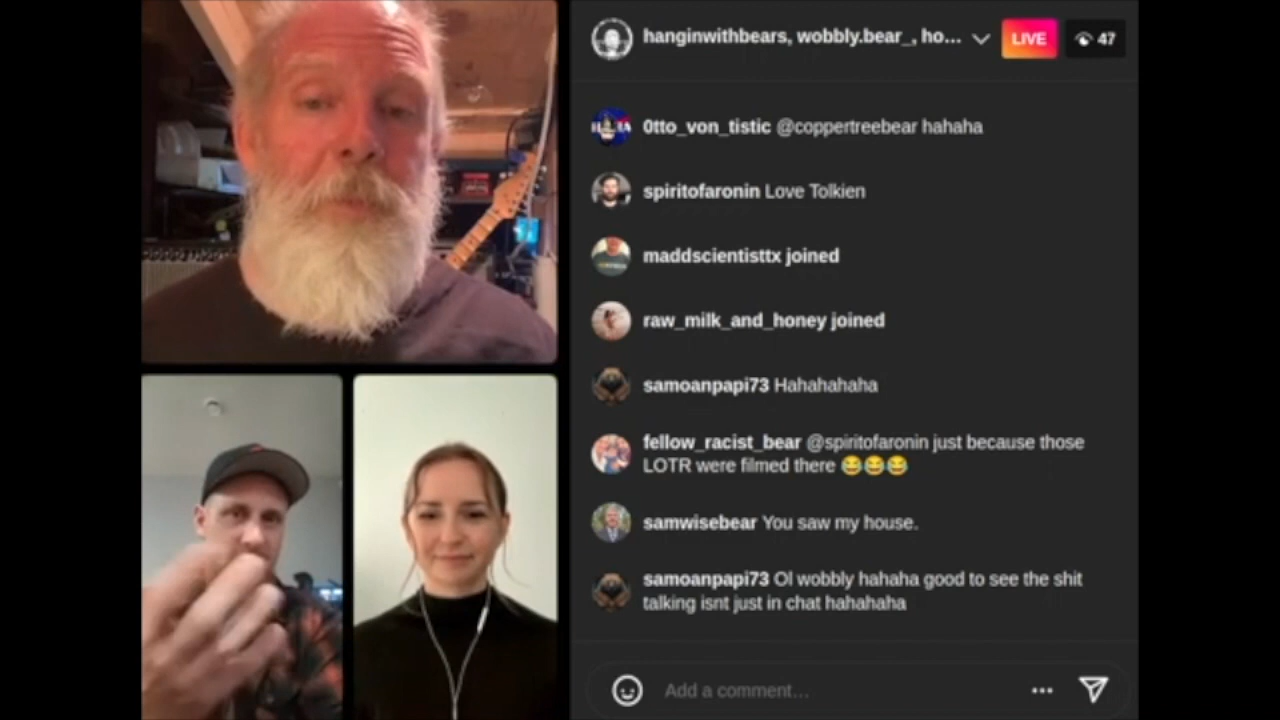 hanginwithbears, wobbly.bear_, ho...
LIVE
47
0tto_von_tistic @coppertreebear hahaha
spiritofaronin Love Tolkien
maddscientisttx joined
raw_milk_and_honey joined
samoanpapi73 Hahahahaha
fellow_racist_bear @spiritofaronin just because those
LOTR were filmed there 😂😂😂
samwisebear You saw my house.
samoanpapi73 Ol wobbly hahaha good to see the shit
talking isnt just in chat hahahaha
Add a comment...